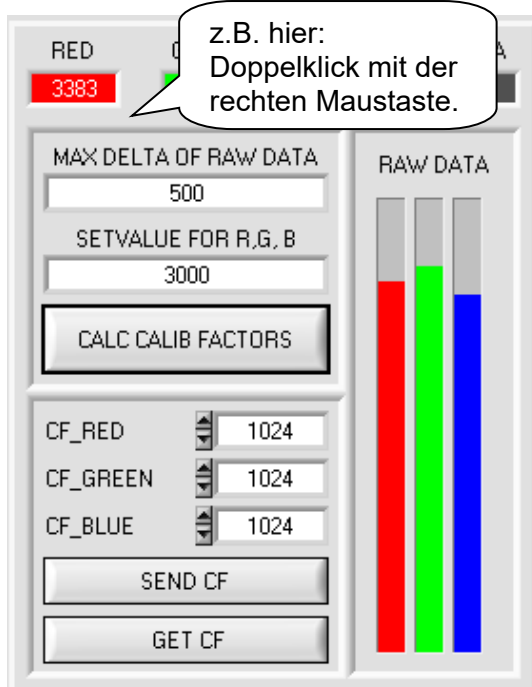 RED
z.B. hier:
Doppelklick mit der
rechten Maustaste.
3383
MAX DELTA OF RAW DATA
500
SETVALUE FOR R,G, B
3000
CALC CALIB FACTORS
RAW DATA
CF_RED 1024
CF_GREEN 1024
CF_BLUE 1024
SEND CF
GET CF